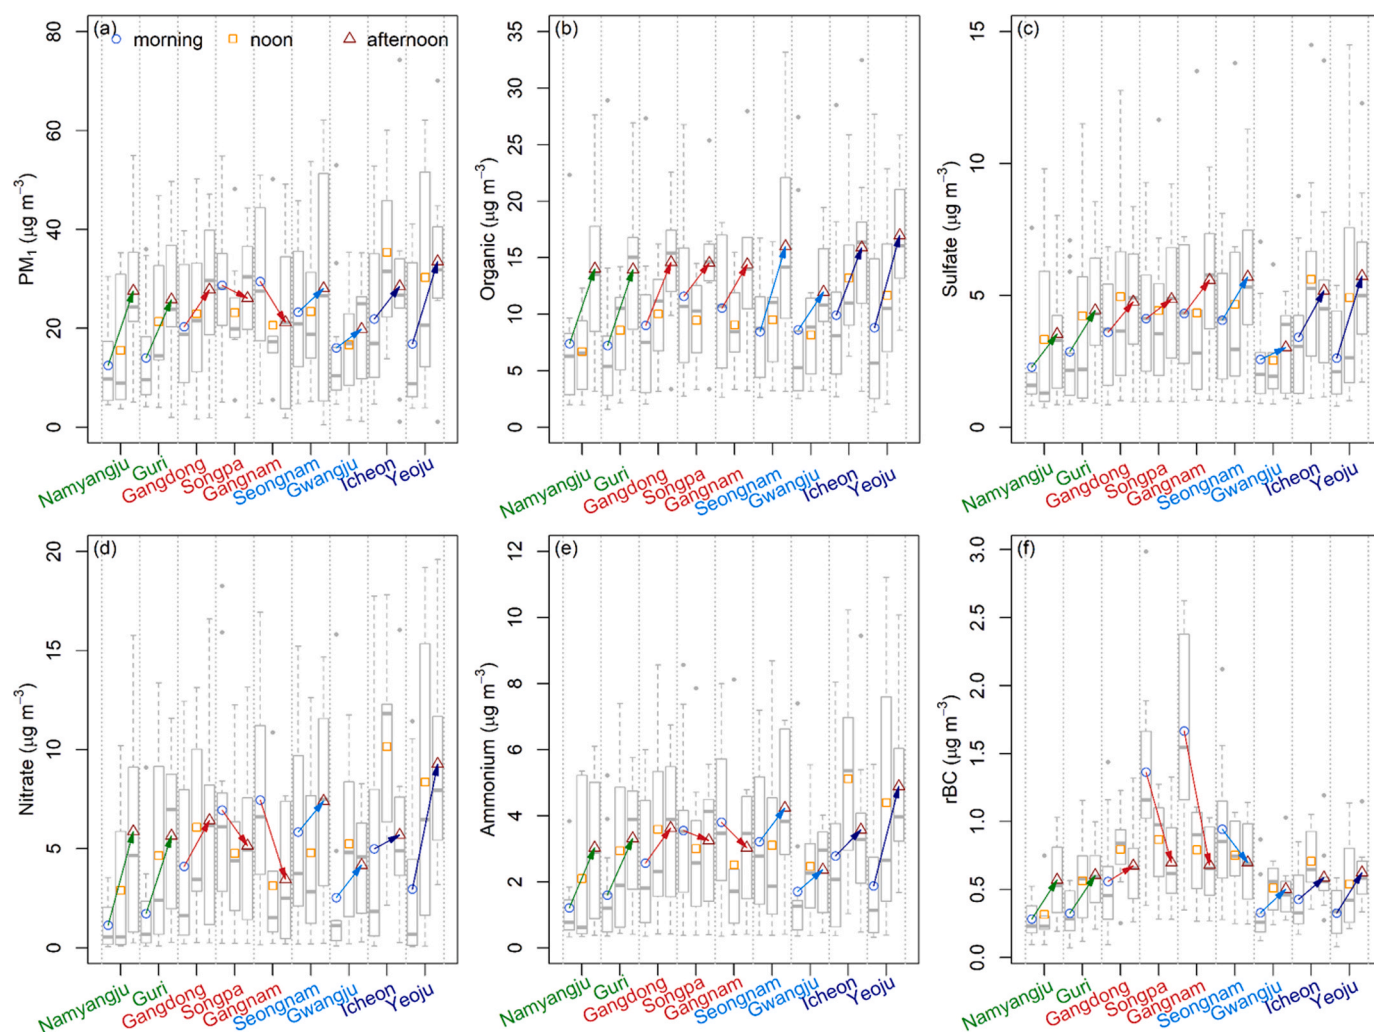 (a)
morning noon afternoon
PM₁ (μg m⁻³)
80
60
40
20
0
Namyangju Guri Gangdong Songpa Gangnam Seongnam Gwangju Icheon Yeoju
(b)
Organic (μg m⁻³)
35
30
25
20
15
10
5
0
Namyangju Guri Gangdong Songpa Gangnam Seongnam Gwangju Icheon Yeoju
(c)
Sulfate (μg m⁻³)
15
10
5
0
Namyangju Guri Gangdong Songpa Gangnam Seongnam Gwangju Icheon Yeoju
(d)
Nitrate (μg m⁻³)
20
15
10
5
0
Namyangju Guri Gangdong Songpa Gangnam Seongnam Gwangju Icheon Yeoju
(e)
Ammonium (μg m⁻³)
12
10
8
6
4
2
0
Namyangju Guri Gangdong Songpa Gangnam Seongnam Gwangju Icheon Yeoju
(f)
rBC (μg m⁻³)
3.0
2.5
2.0
1.5
1.0
0.5
0.0
Namyangju Guri Gangdong Songpa Gangnam Seongnam Gwangju Icheon Yeoju